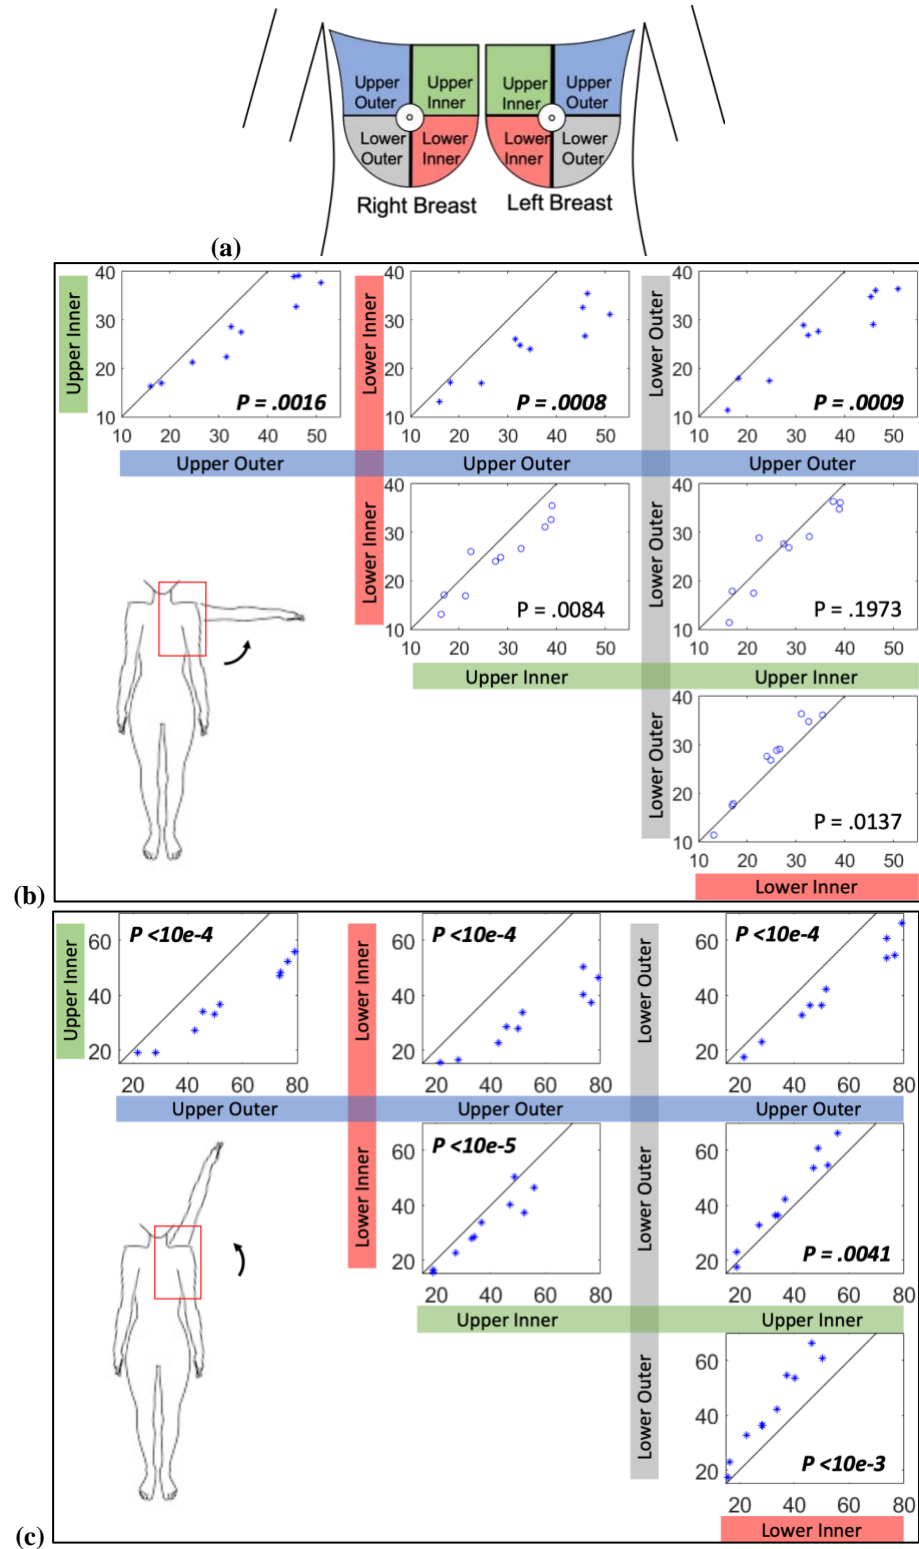 Upper
Outer
Upper
Inner
Upper
Inner
Upper
Outer
Lower
Outer
Lower
Inner
Lower
Inner
Lower
Outer
Right Breast
Left Breast
(a)
Upper Inner
40
30
20
10
P = .0016
10 20 30 40 50
Lower Inner
40
30
20
10
P = .0008
10 20 30 40 50
Lower Outer
40
30
20
10
P = .0009
10 20 30 40 50
Upper Outer
Upper Outer
Upper Outer
Lower Inner
40
30
20
10
P = .0084
10 20 30 40 50
Lower Outer
40
30
20
10
P = .1973
10 20 30 40 50
Upper Inner
Upper Inner
Lower Outer
40
30
20
10
P = .0137
10 20 30 40 50
Lower Inner
(b)
Upper Inner
60
40
20
P <10e-4
20 40 60 80
Lower Inner
60
40
20
P <10e-4
20 40 60 80
Lower Outer
60
40
20
P <10e-4
20 40 60 80
Upper Outer
Upper Outer
Upper Outer
Lower Inner
60
40
20
P <10e-5
20 40 60 80
Lower Outer
60
40
20
P = .0041
20 40 60 80
Upper Inner
Upper Inner
Lower Outer
60
40
20
P <10e-3
20 40 60 80
Lower Inner
(c)